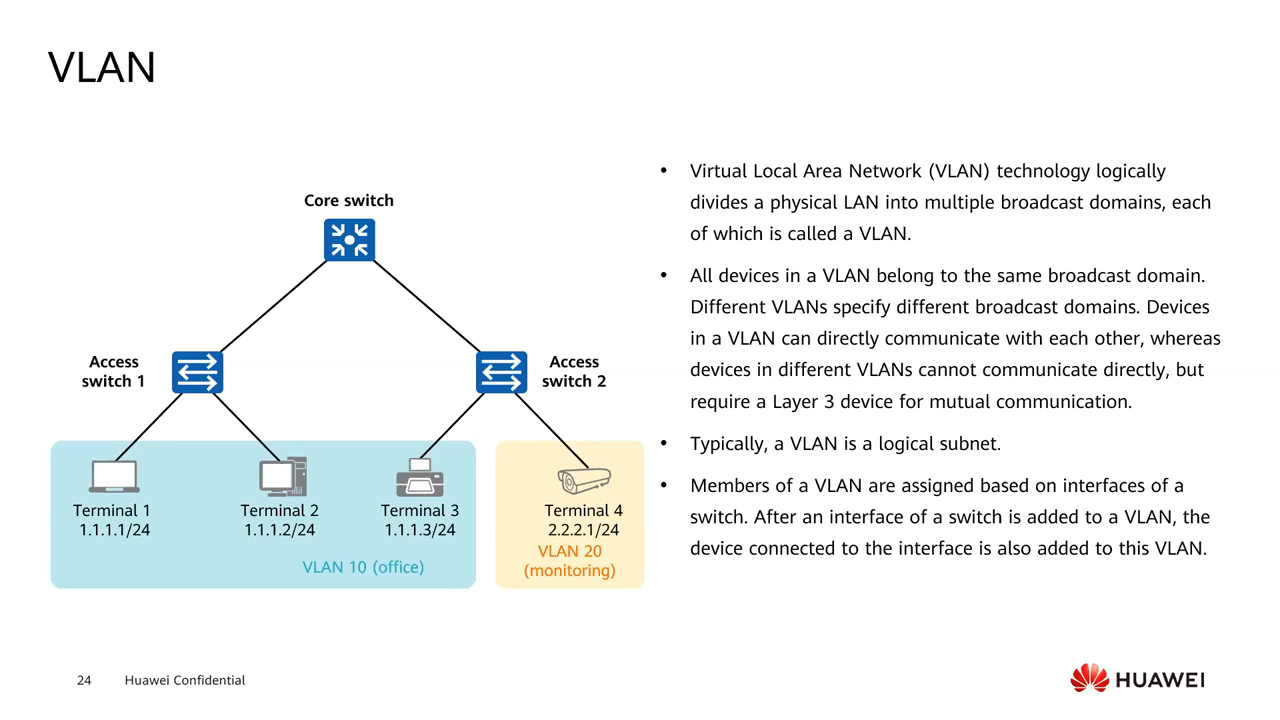 VLAN
Core switch
Access
switch 1
Access
switch 2
Terminal 1
1.1.1.1/24
Terminal 2
1.1.1.2/24
Terminal 3
1.1.1.3/24
VLAN 10 (office)
Terminal 4
2.2.2.1/24
VLAN 20
(monitoring)
• Virtual Local Area Network (VLAN) technology logically
divides a physical LAN into multiple broadcast domains, each
of which is called a VLAN.
• All devices in a VLAN belong to the same broadcast domain.
Different VLANs specify different broadcast domains. Devices
in a VLAN can directly communicate with each other, whereas
devices in different VLANs cannot communicate directly, but
require a Layer 3 device for mutual communication.
• Typically, a VLAN is a logical subnet.
• Members of a VLAN are assigned based on interfaces of a
switch. After an interface of a switch is added to a VLAN, the
device connected to the interface is also added to this VLAN.
24 Huawei Confidential
HUAWEI